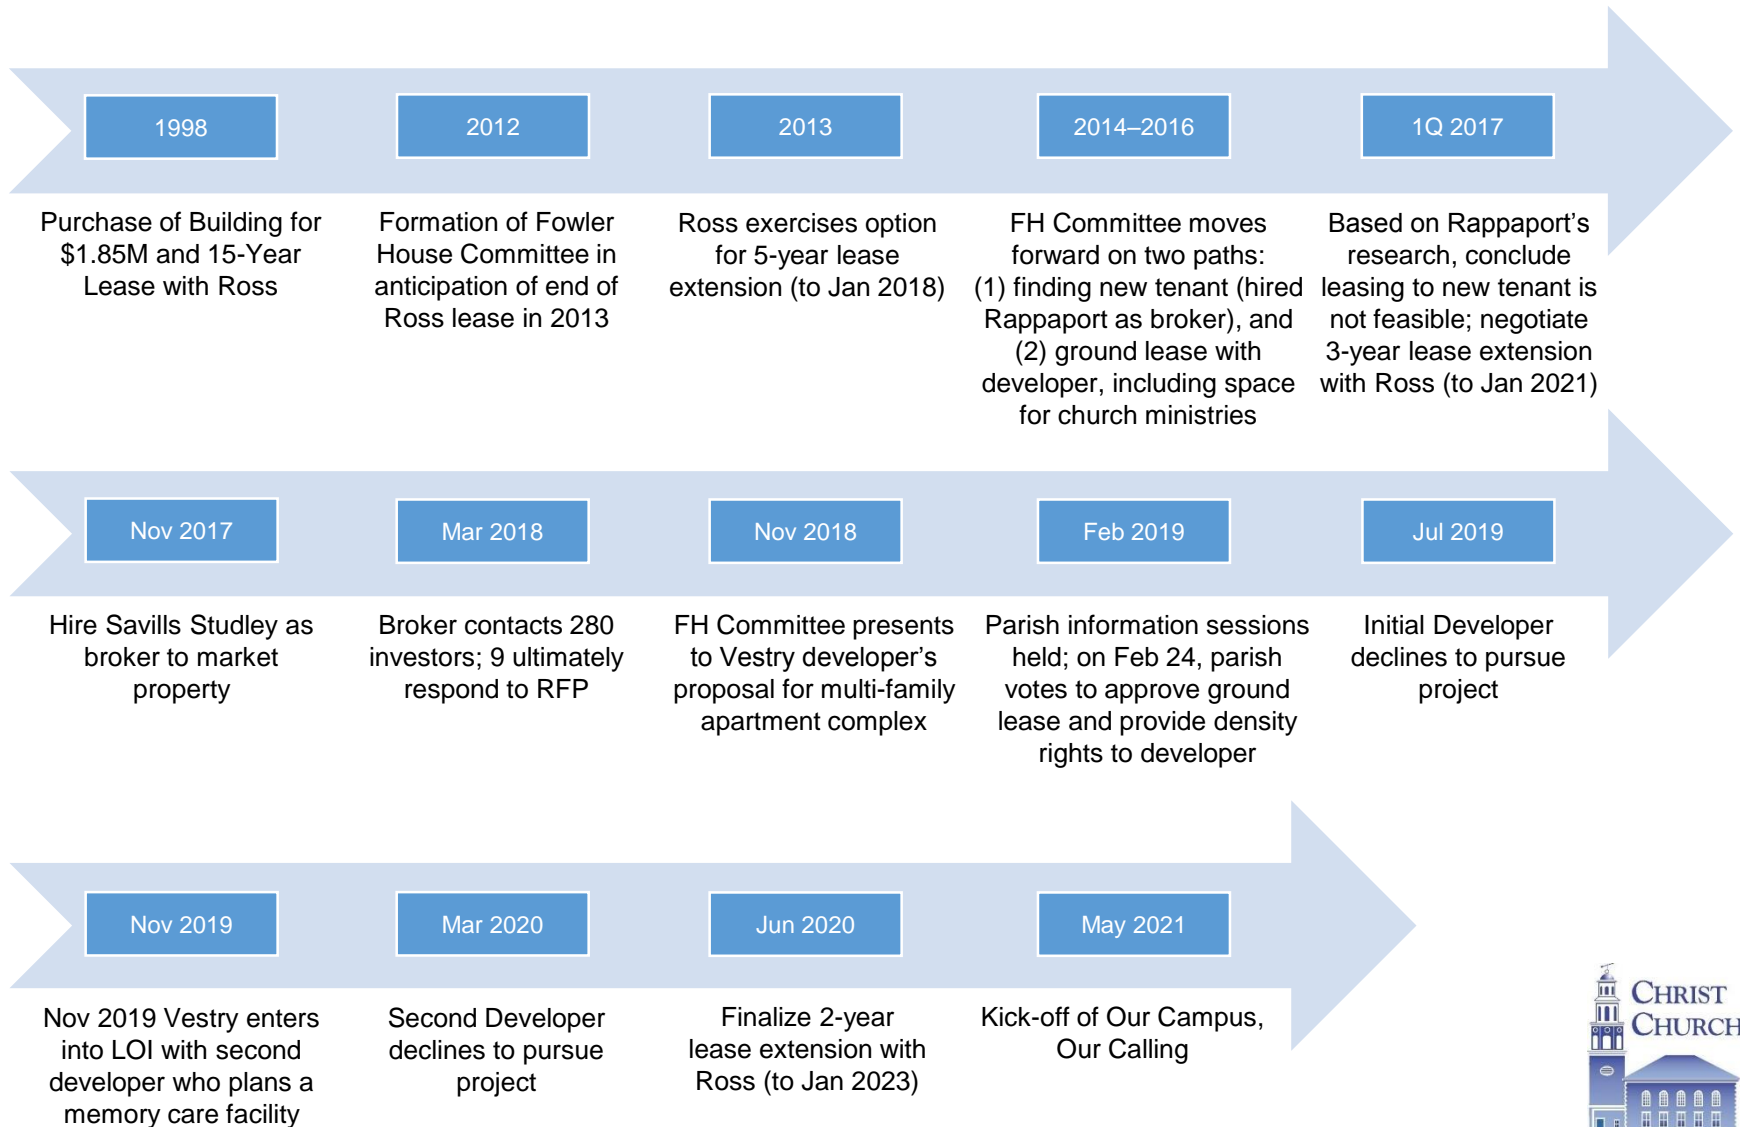 1998
2012
2013
2014–2016
1Q 2017
Purchase of Building for
$1.85M and 15-Year
Lease with Ross
Formation of Fowler
House Committee in
anticipation of end of
Ross lease in 2013
Ross exercises option
for 5-year lease
extension (to Jan 2018)
FH Committee moves
forward on two paths:
(1) finding new tenant (hired
Rappaport as broker), and
(2) ground lease with
developer, including space
for church ministries
Based on Rappaport’s
research, conclude
leasing to new tenant is
not feasible; negotiate
3-year lease extension
with Ross (to Jan 2021)
Nov 2017
Mar 2018
Nov 2018
Feb 2019
Jul 2019
Hire Savills Studley as
broker to market
property
Broker contacts 280
investors; 9 ultimately
respond to RFP
FH Committee presents
to Vestry developer’s
proposal for multi-family
apartment complex
Parish information sessions
held; on Feb 24, parish
votes to approve ground
lease and provide density
rights to developer
Initial Developer
declines to pursue
project
Nov 2019
Mar 2020
Jun 2020
May 2021
Nov 2019 Vestry enters
into LOI with second
developer who plans a
memory care facility
Second Developer
declines to pursue
project
Finalize 2-year
lease extension with
Ross (to Jan 2023)
Kick-off of Our Campus,
Our Calling
CHRIST
CHURCH